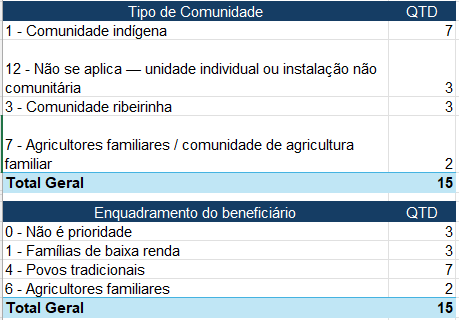 Tipo de Comunidade QTD
1 - Comunidade indígena 7
12 - Não se aplica — unidade individual ou instalação não
comunitária 3
3 - Comunidade ribeirinha 3
7 - Agricultores familiares / comunidade de agricultura
familiar 2
Total Geral 15
Enquadramento do beneficiário QTD
0 - Não é prioridade 3
1 - Famílias de baixa renda 3
4 - Povos tradicionais 7
6 - Agricultores familiares 2
Total Geral 15